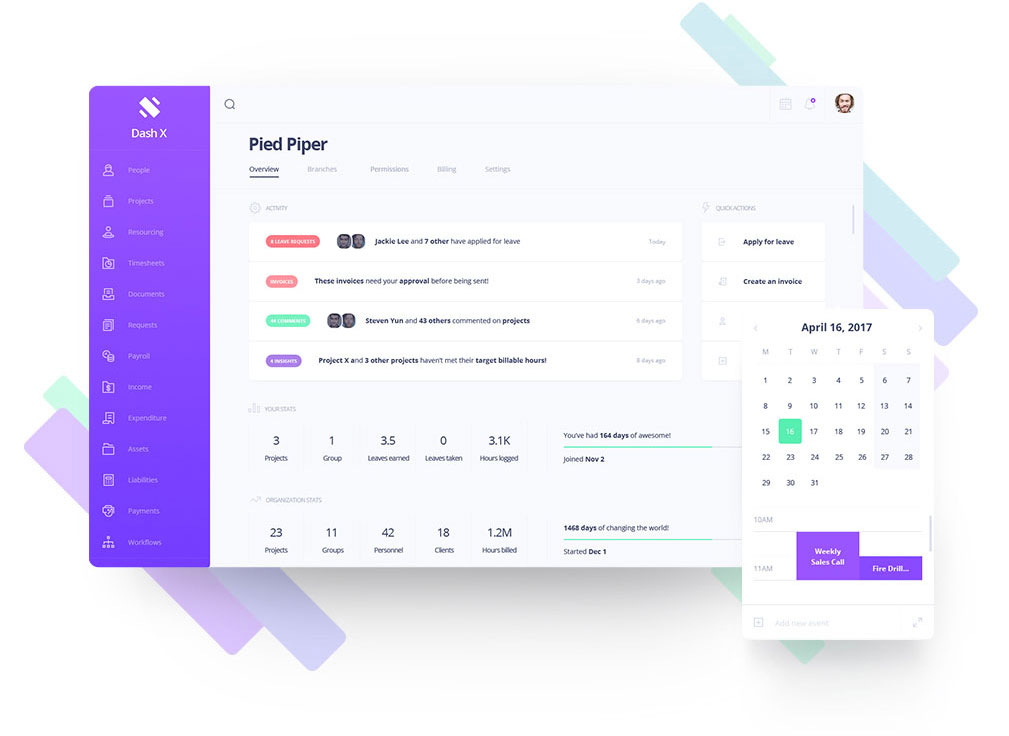 Dash X
People
Projects
Resourcing
Timesheets
Documents
Requests
Payroll
Income
Expenditure
Assets
Liabilities
Payments
Workflows
Pied Piper
Overview Branches Permissions Billing Settings
ACTIVITY
8 LEAVE REQUESTS Jackie Lee and 7 other have applied for leave Today
INVOICES These invoices need your approval before being sent! 3 days ago
44 COMMENTS Steven Yun and 43 others commented on projects 6 days ago
4 INSIGHTS Project X and 3 other projects haven't met their target billable hours! 8 days ago
QUICK ACTIONS
Apply for leave
Create an invoice
YOUR STATS
3 1 3.5 0 3.1K
Projects Group Leaves earned Leaves taken Hours logged
You've had 164 days of awesome!
Joined Nov 2
ORGANIZATION STATS
23 11 42 18 1.2M
Projects Groups Personnel Clients Hours billed
1468 days of changing the world!
Started Dec 1
April 16, 2017
M T W T F S S
1 2 3 4 5 6 7
8 9 10 11 12 13 14
15 16 17 18 19 20 21
22 23 24 25 26 27 28
29 30 31
10AM
Weekly
Sales Call
11AM
Fire Drill...
Add new event